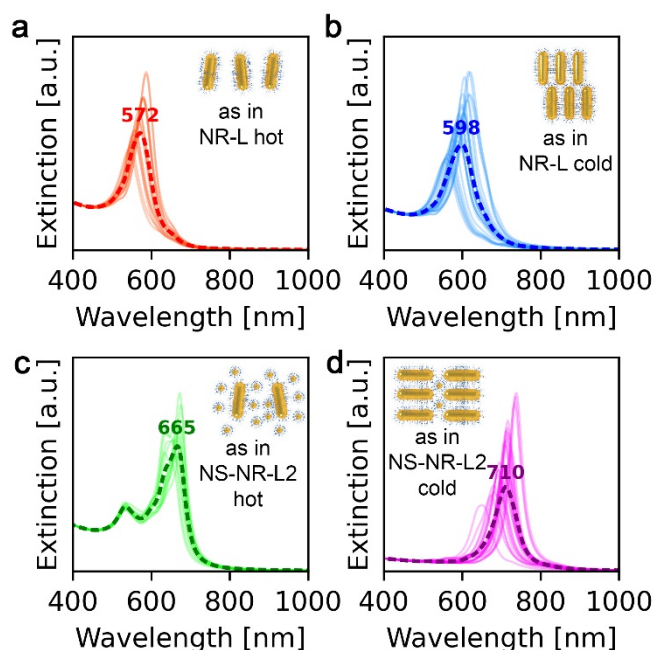 a
Extinction [a.u.]
572
as in
NR-L hot
400 600 800 1000
Wavelength [nm]
b
Extinction [a.u.]
598
as in
NR-L cold
400 600 800 1000
Wavelength [nm]
c
Extinction [a.u.]
665
as in
NS-NR-L2
hot
400 600 800 1000
Wavelength [nm]
d
Extinction [a.u.]
as in
NS-NR-L2
cold
710
400 600 800 1000
Wavelength [nm]